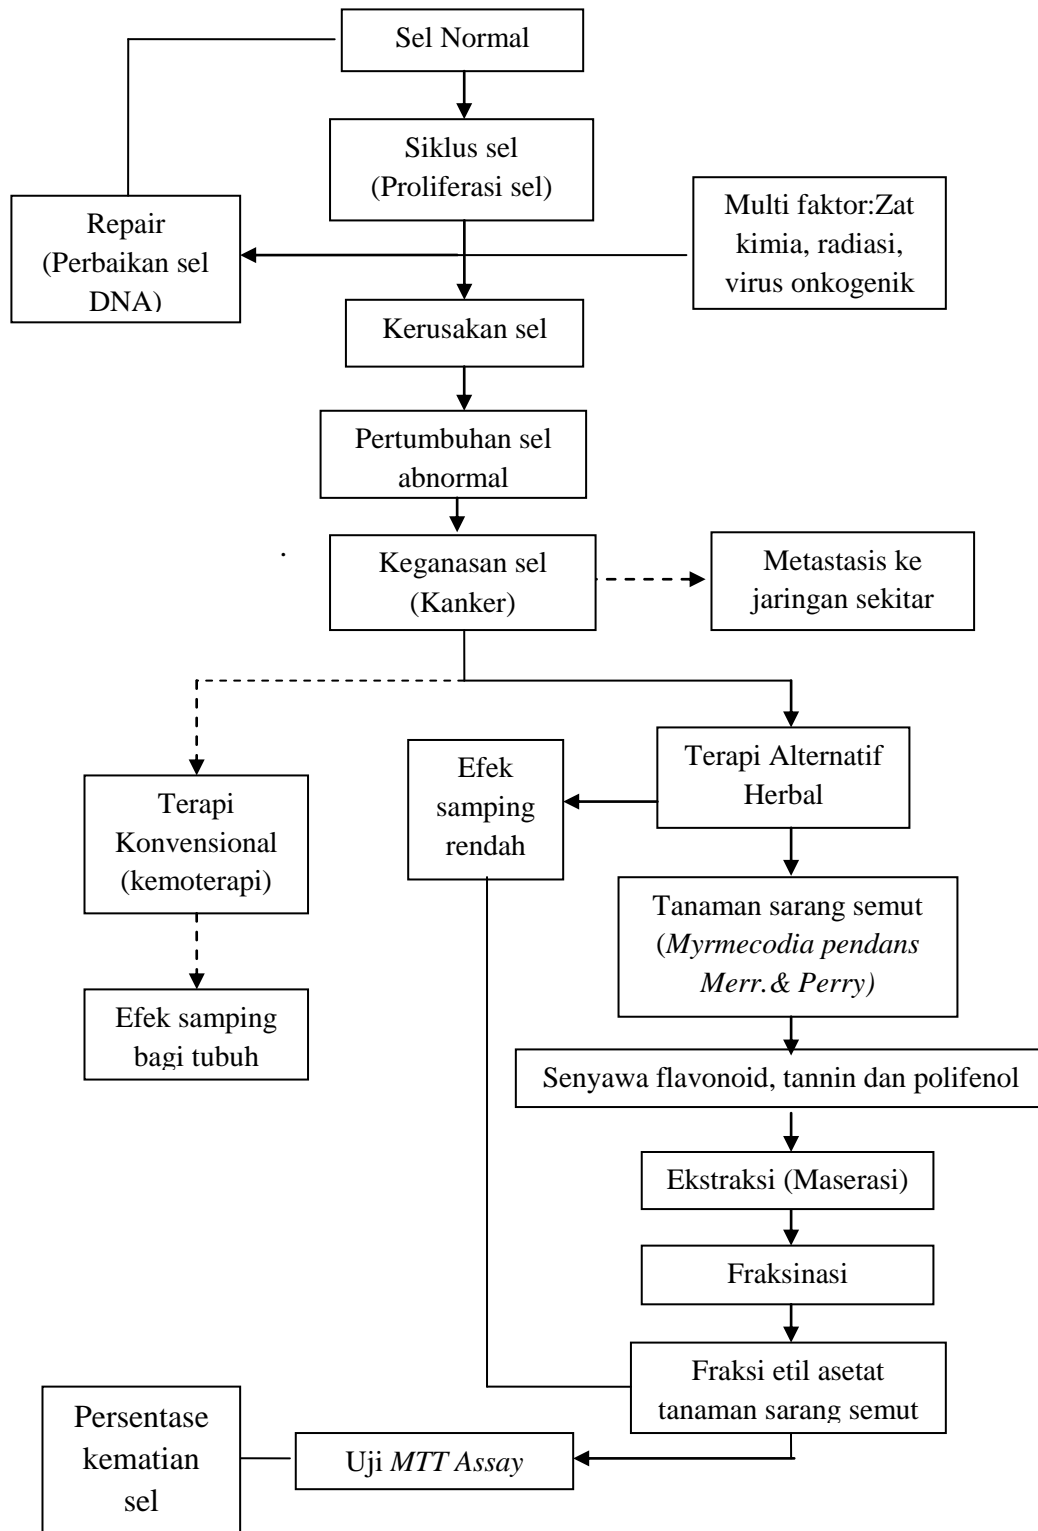 Sel Normal
Siklus sel
(Proliferasi sel)
Repair
(Perbaikan sel
DNA)
Multi faktor:Zat
kimia, radiasi,
virus onkogenik
Kerusakan sel
Pertumbuhan sel
abnormal
Keganasan sel
(Kanker)
Metastasis ke
jaringan sekitar
.
Terapi
Konvensional
(kemoterapi)
Efek samping
bagi tubuh
Efek
samping
rendah
Terapi Alternatif
Herbal
Tanaman sarang semut
(Myrmecodia pendans
Merr.& Perry)
Senyawa flavonoid, tannin dan polifenol
Ekstraksi (Maserasi)
Fraksinasi
Fraksi etil asetat
tanaman sarang semut
Uji MTT Assay
Persentase
kematian
sel